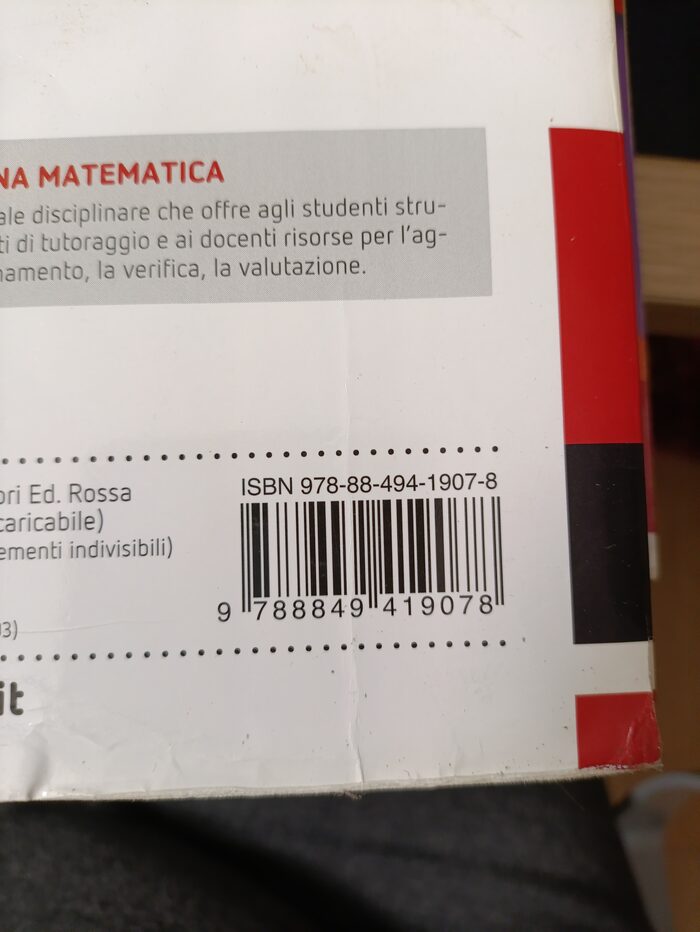 NA MATEMATICA
ale disciplinare che offre agli studenti stru-
ti di tutoraggio e ai docenti risorse per l'ag-
namento, la verifica, la valutazione.
ori Ed. Rossa
caricabile)
ementi indivisibili)
03)
it
ISBN 978-88-494-1907-8
9 788849 419078